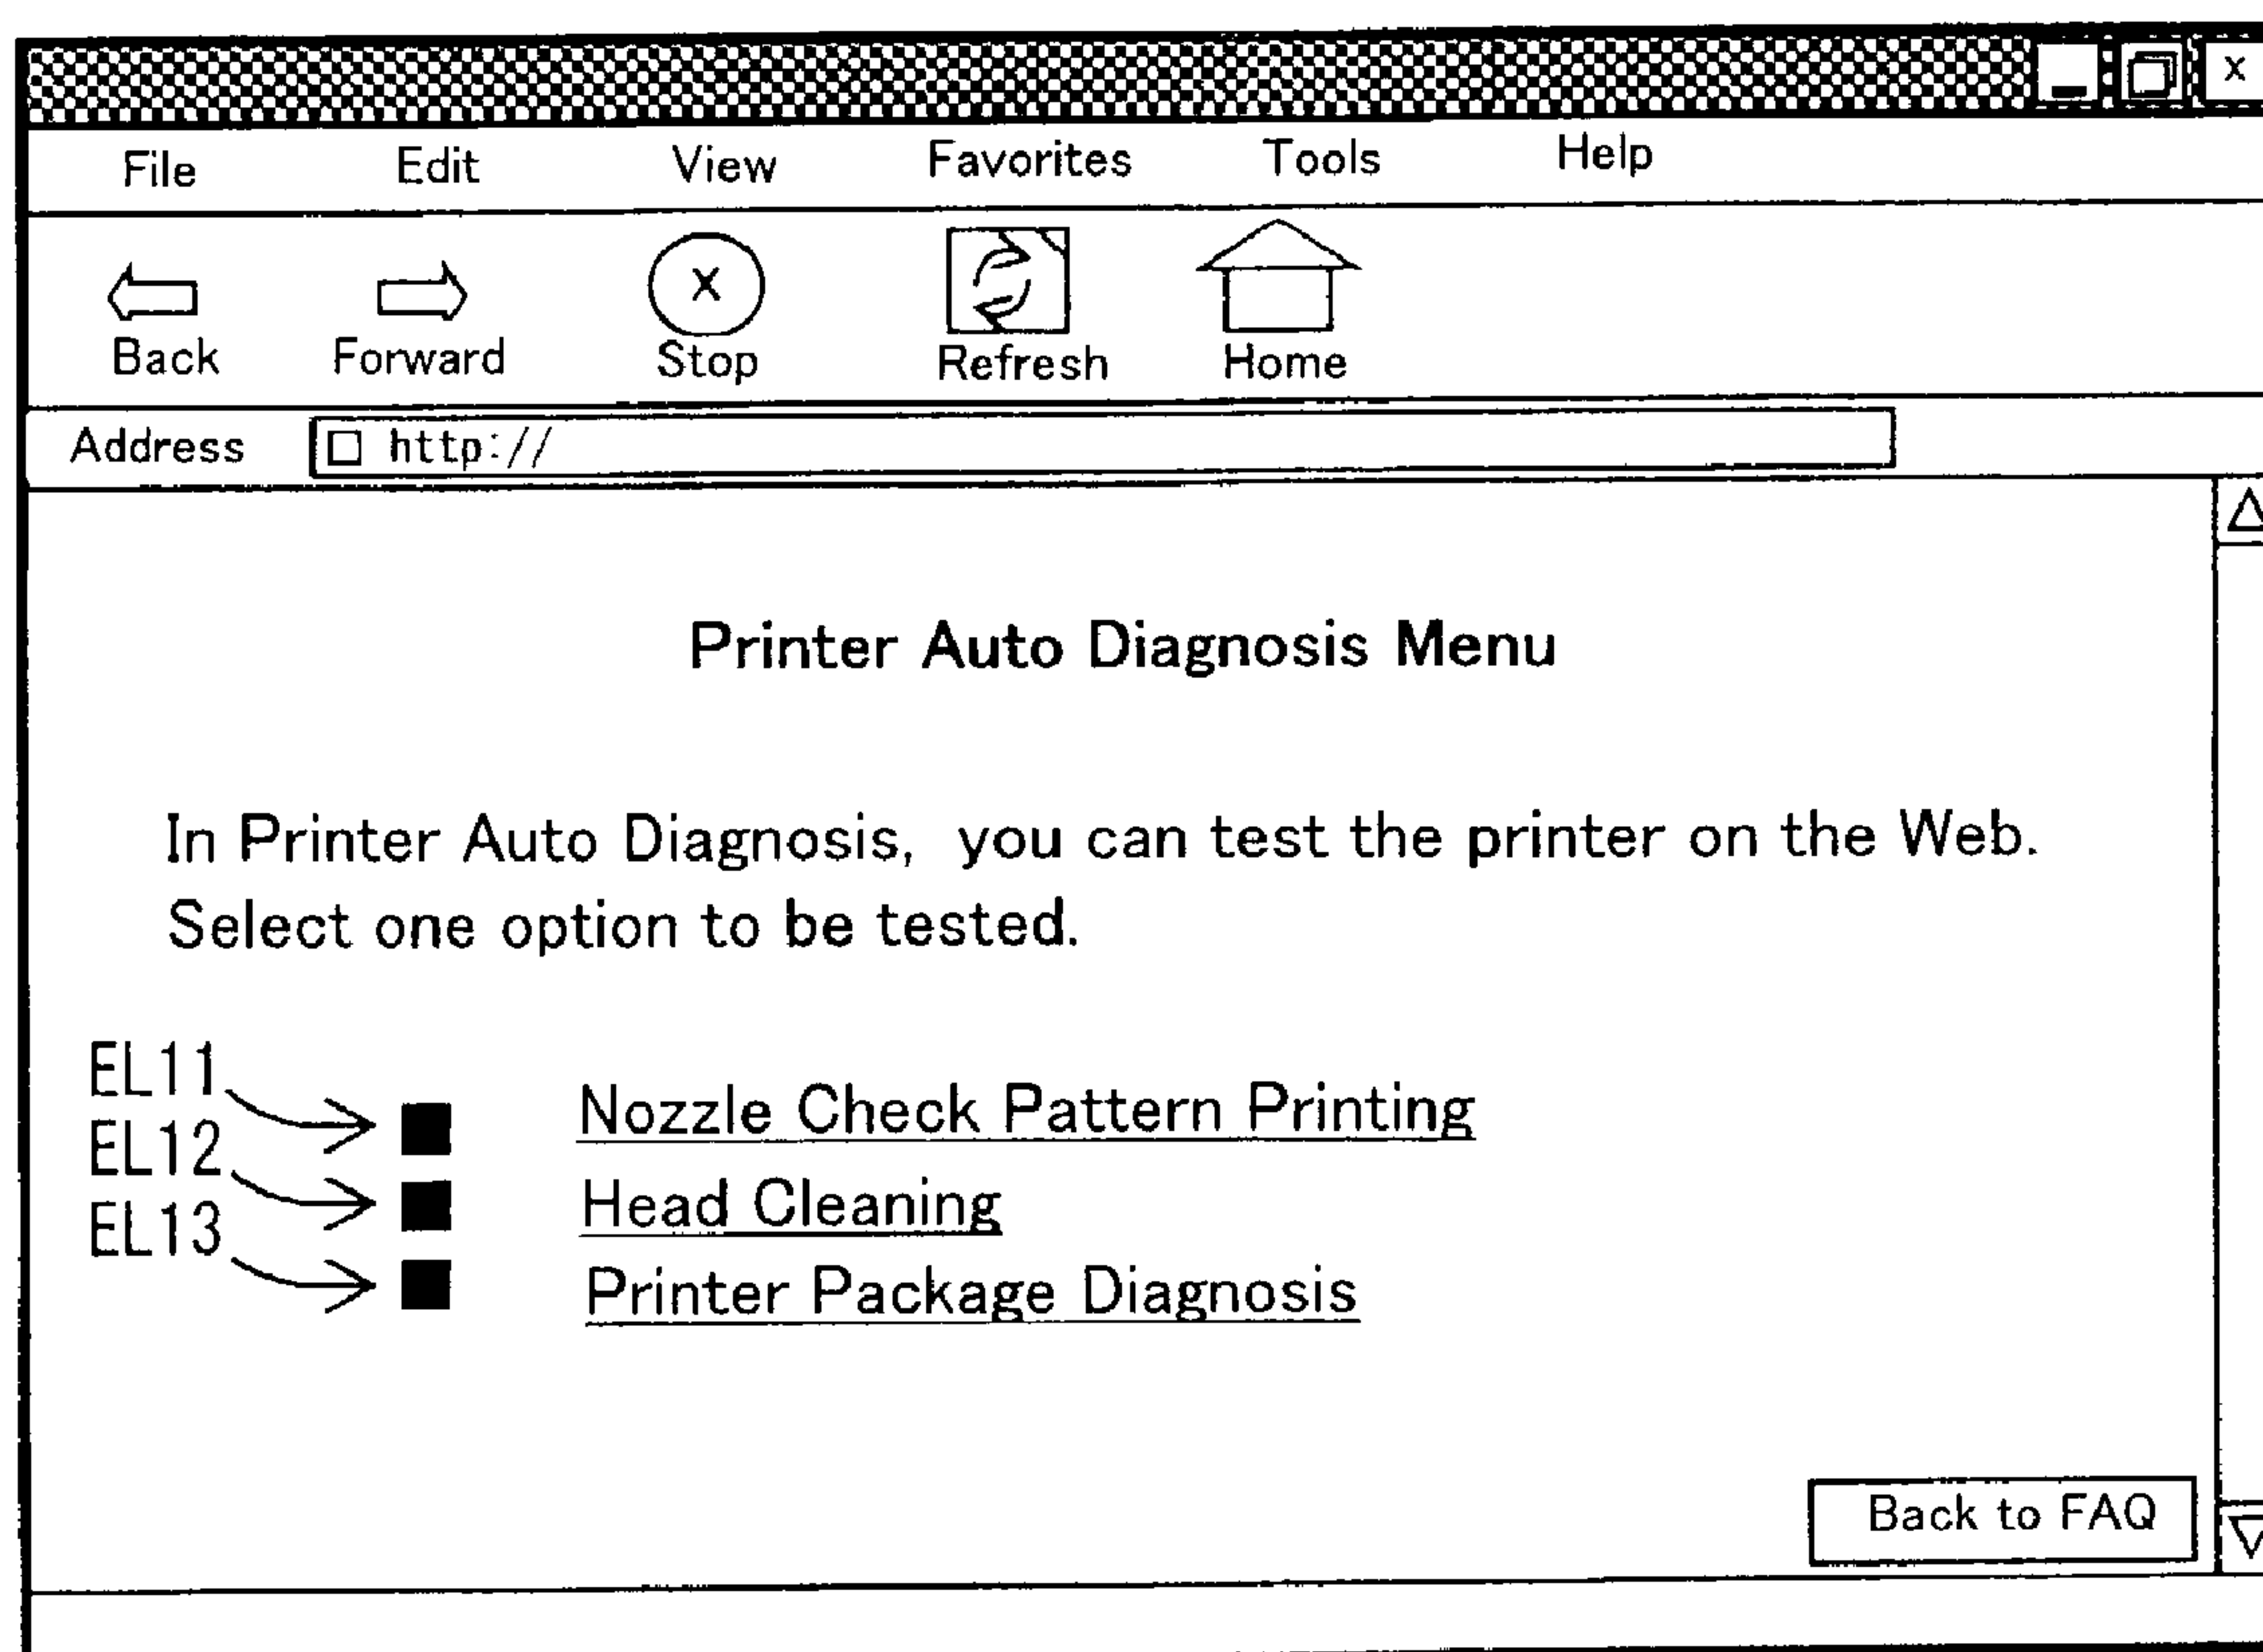 x
File Edit View Favorites Tools Help
x
Back Forward Stop Refresh Home
Address http://
Printer Auto Diagnosis Menu
In Printer Auto Diagnosis, you can test the printer on the Web.
Select one option to be tested.
EL11 Nozzle Check Pattern Printing
EL12 Head Cleaning
EL13 Printer Package Diagnosis
Back to FAQ